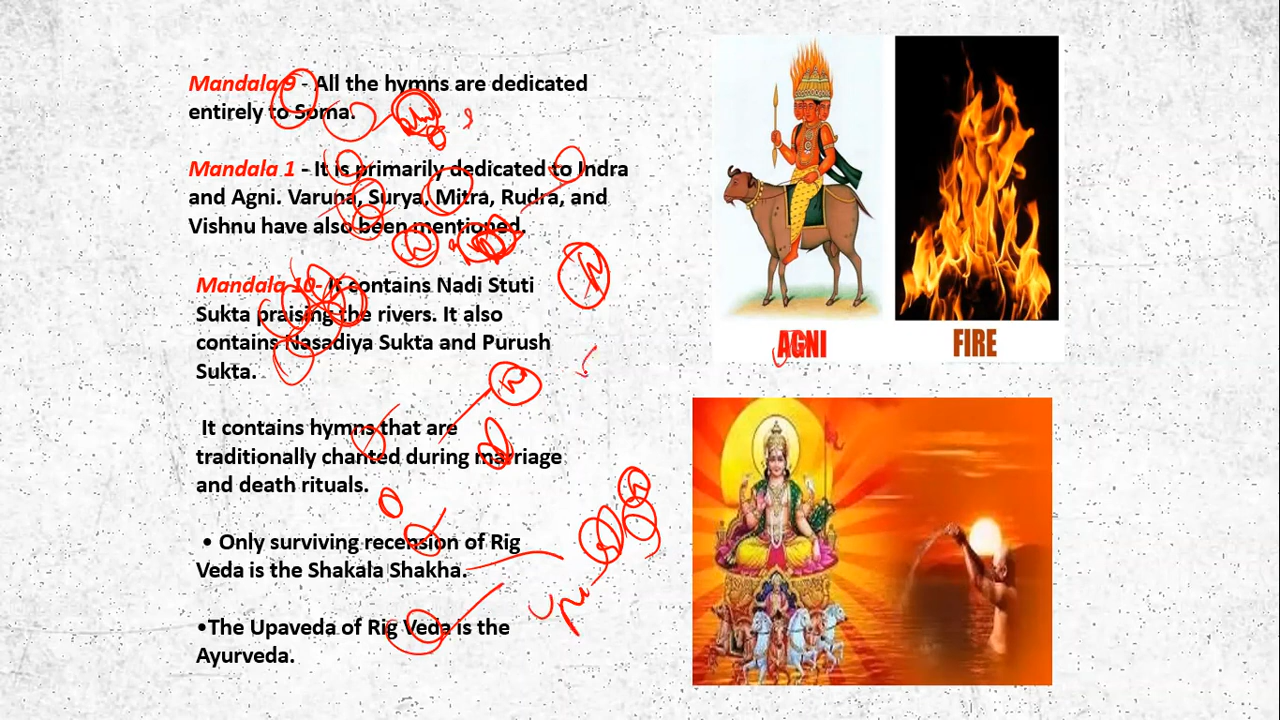 Mandala 9 - All the hymns are dedicated
entirely to Soma.
Mandala 1 - It is primarily dedicated to Indra
and Agni. Varuna, Surya, Mitra, Rudra, and
Vishnu have also been mentioned.
Mandala 10- It contains Nadi Stuti
Sukta praising the rivers. It also
contains Nasadiya Sukta and Purush
Sukta.
It contains hymns that are
traditionally chanted during marriage
and death rituals.
• Only surviving recension of Rig
Veda is the Shakala Shakha.
•The Upaveda of Rig Veda is the
Ayurveda.
AGNI
FIRE